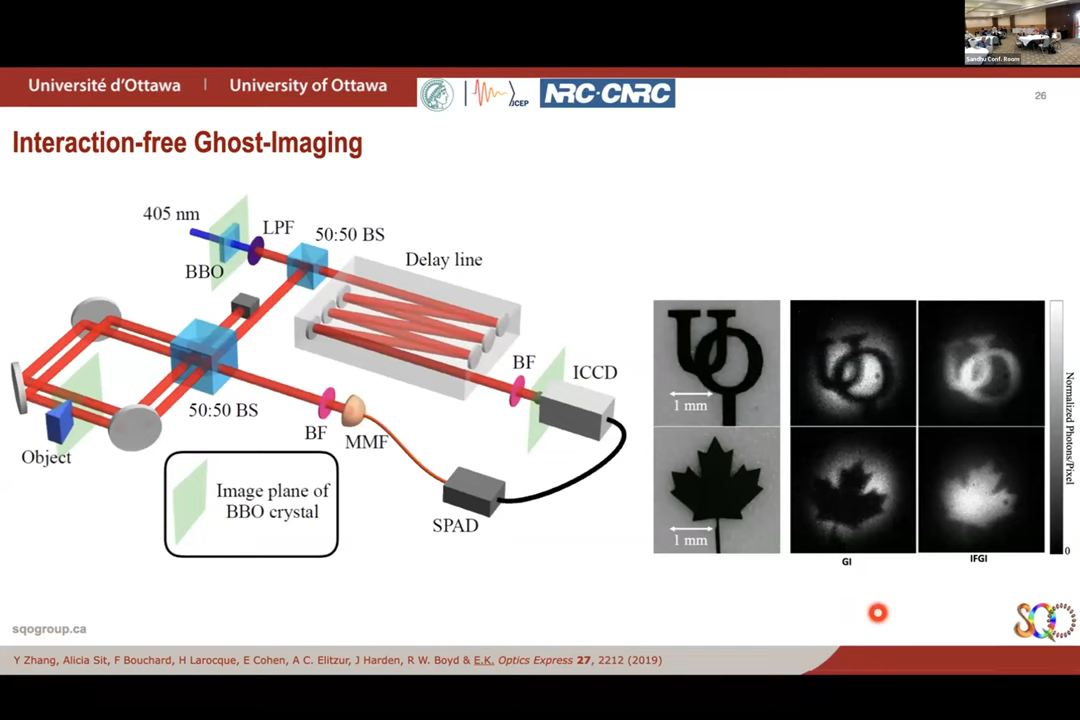 Sandhu Conf. Room
Université d'Ottawa | University of Ottawa
JCEP
NRC·CNRC
26
Interaction-free Ghost-Imaging
405 nm
LPF
50:50 BS
BBO
Delay line
BF
ICCD
50:50 BS
BF
MMF
Object
SPAD
Image plane of
BBO crystal
UO
1 mm
1 mm
Normalized Photons/Pixel
0
GI
IFGI
sqogroup.ca
SQO
Y Zhang, Alicia Sit, F Bouchard, H Larocque, E Cohen, A C. Elitzur, J Harden, R W. Boyd & E.K. Optics Express 27, 2212 (2019)